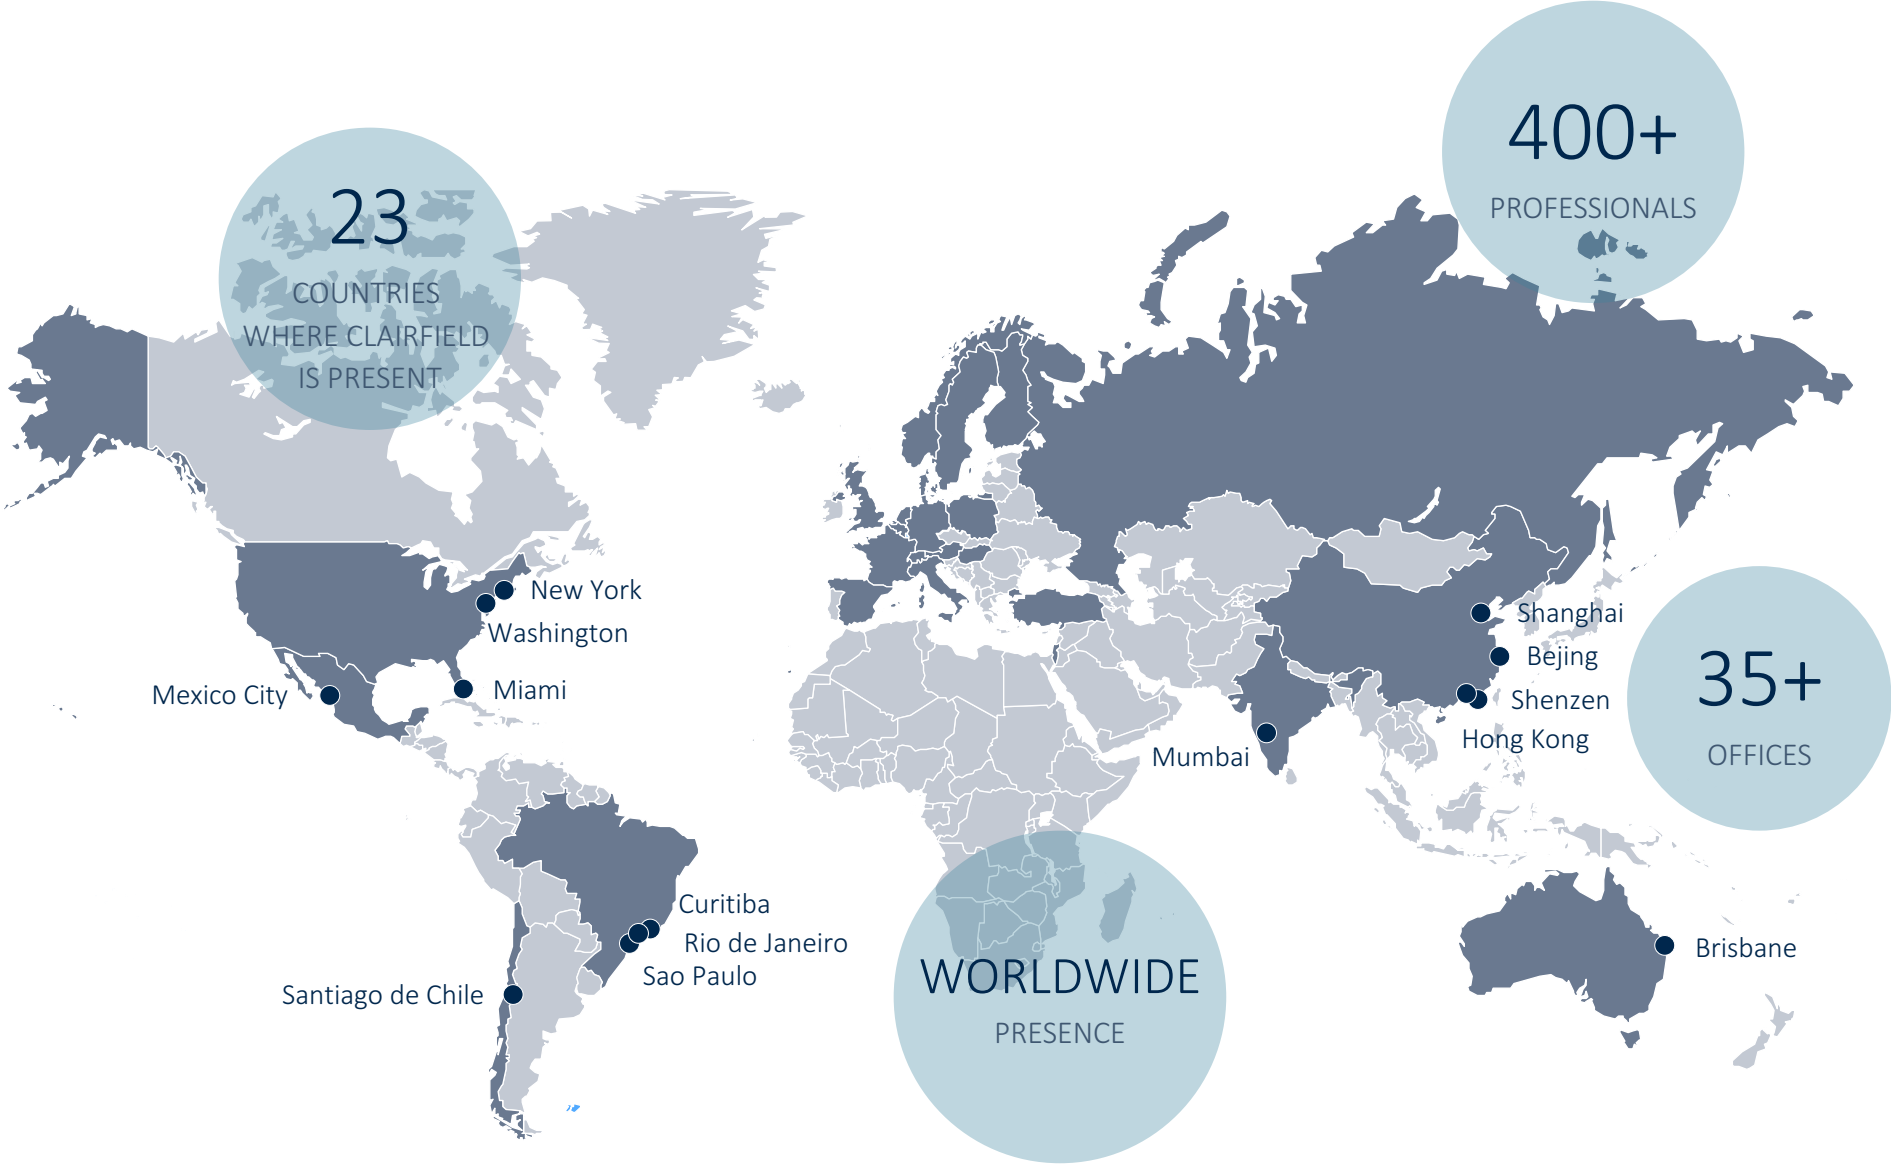 400+
PROFESSIONALS
23
COUNTRIES
WHERE CLAIRFIELD
IS PRESENT
New York
Washington
Miami
Mexico City
Shanghai
Bejing
Shenzen
Hong Kong
Mumbai
35+
OFFICES
Curitiba
Rio de Janeiro
Sao Paulo
Santiago de Chile
Brisbane
WORLDWIDE
PRESENCE